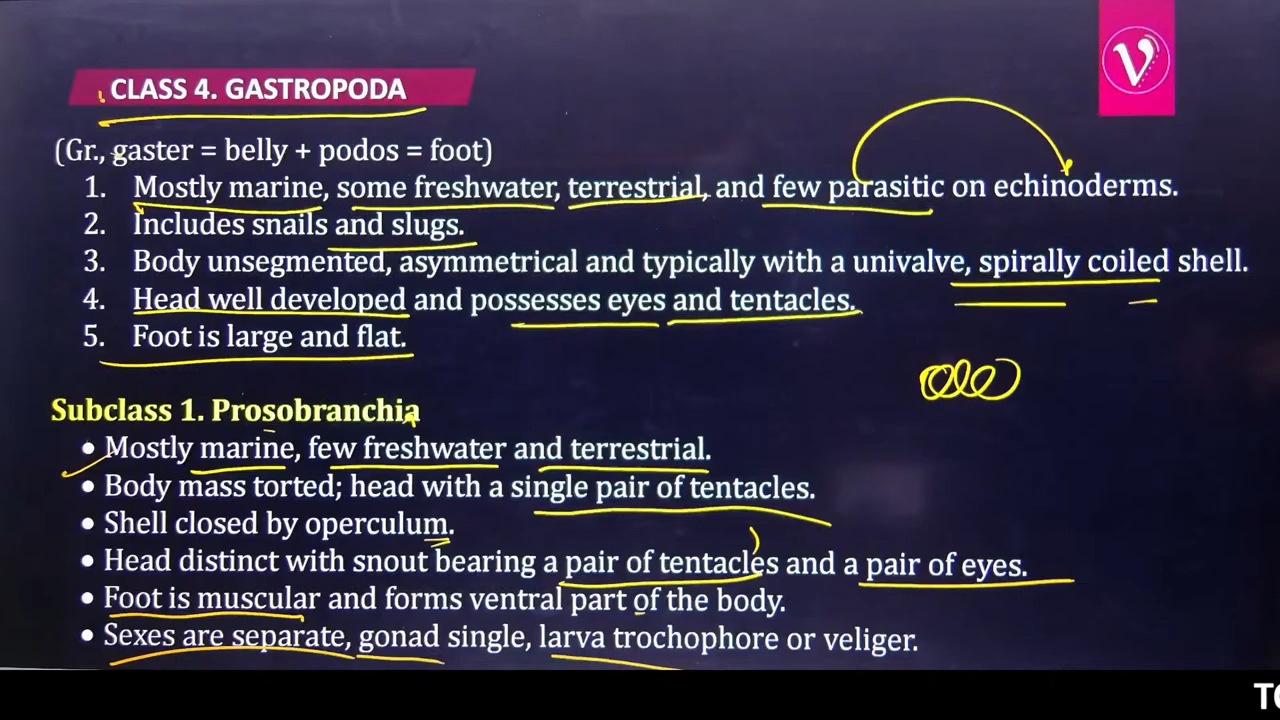 CLASS 4. GASTROPODA
(Gr., gaster = belly + podos = foot)
1. Mostly marine, some freshwater, terrestrial, and few parasitic on echinoderms.
2. Includes snails and slugs.
3. Body unsegmented, asymmetrical and typically with a univalve, spirally coiled shell.
4. Head well developed and possesses eyes and tentacles.
5. Foot is large and flat.
Subclass 1. Prosobranchia
• Mostly marine, few freshwater and terrestrial.
• Body mass torted; head with a single pair of tentacles.
• Shell closed by operculum.
• Head distinct with snout bearing a pair of tentacles and a pair of eyes.
• Foot is muscular and forms ventral part of the body.
• Sexes are separate, gonad single, larva trochophore or veliger.